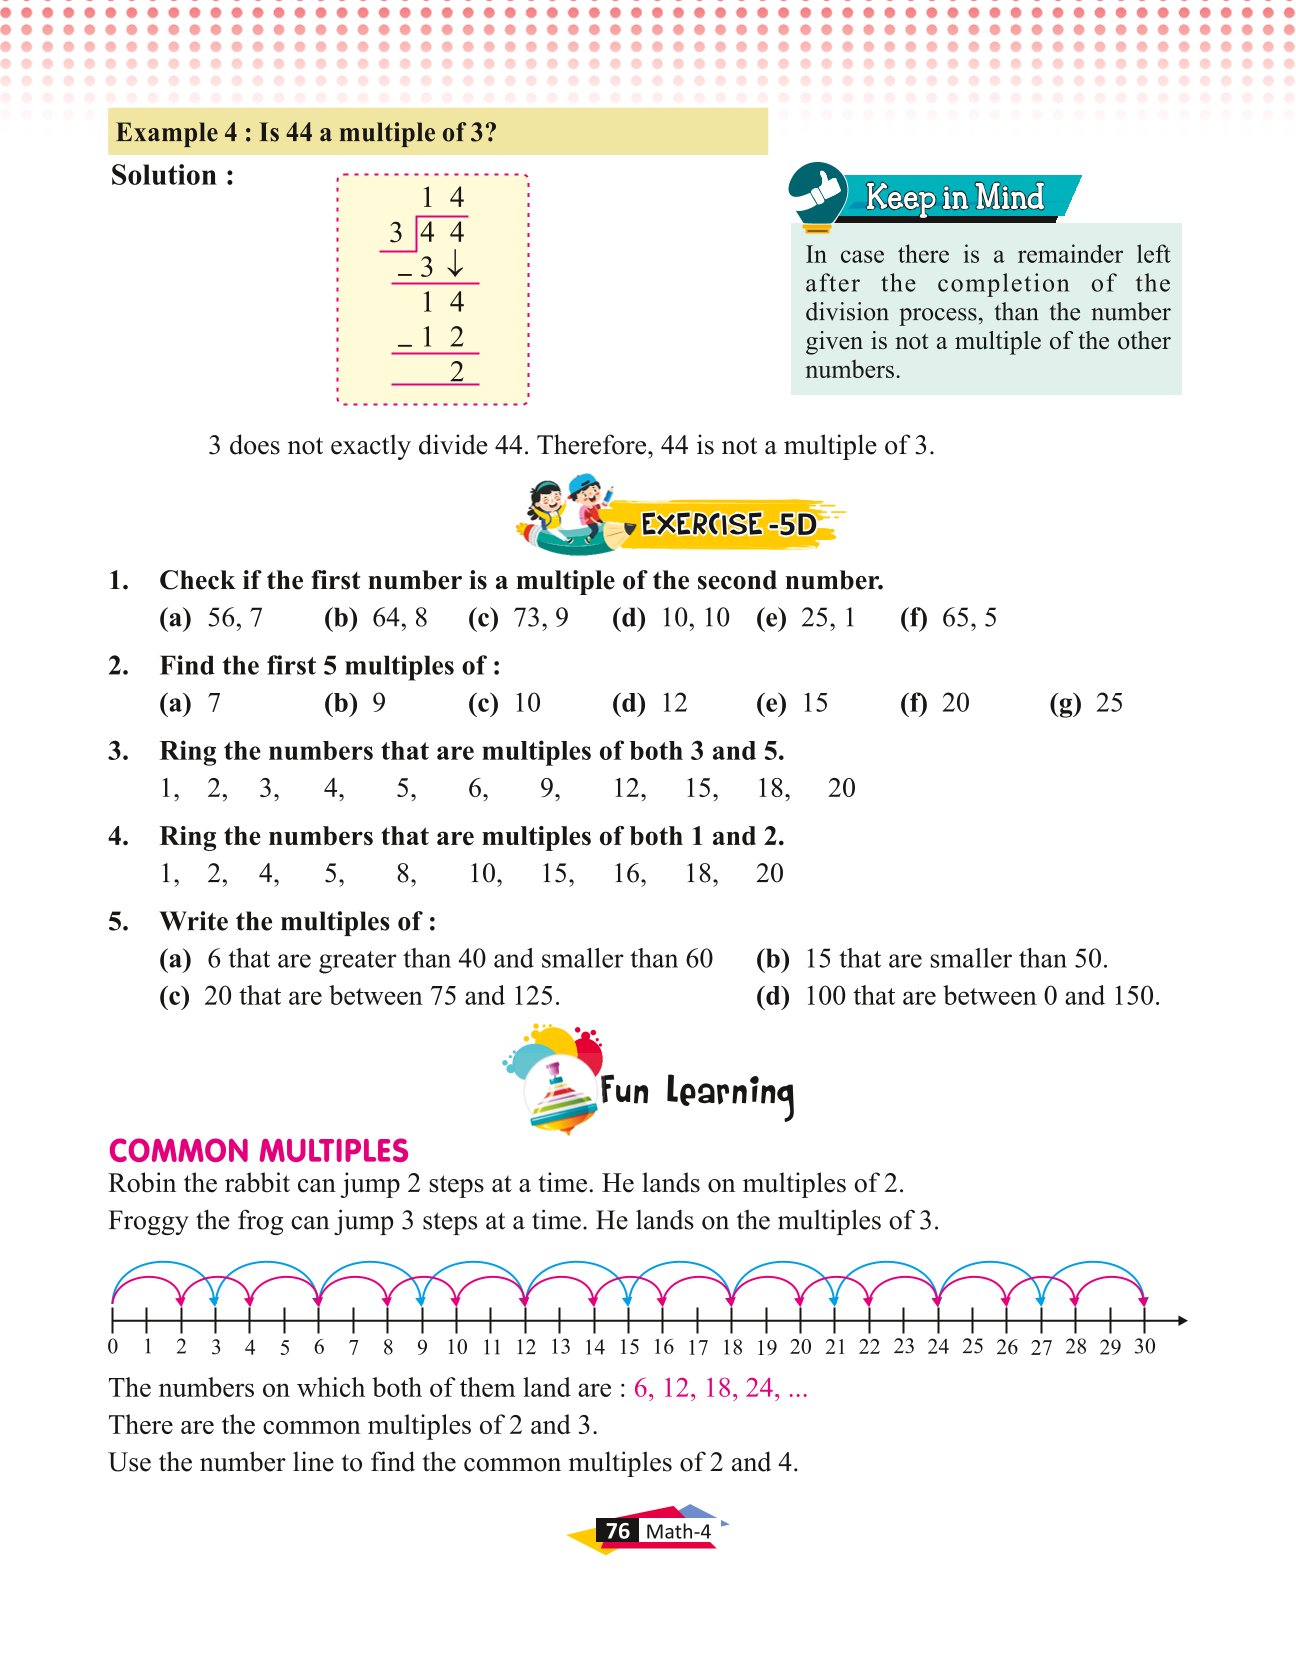 Example 4 : Is 44 a multiple of 3?
Solution :
1 4
3 4 4
– 3 ↓
1 4
– 1 2
2
Keep in Mind
In case there is a remainder left
after the completion of the
division process, than the number
given is not a multiple of the other
numbers.
3 does not exactly divide 44. Therefore, 44 is not a multiple of 3.
EXERCISE -5D
1. Check if the first number is a multiple of the second number.
(a) 56, 7 (b) 64, 8 (c) 73, 9 (d) 10, 10 (e) 25, 1 (f) 65, 5
2. Find the first 5 multiples of :
(a) 7 (b) 9 (c) 10 (d) 12 (e) 15 (f) 20 (g) 25
3. Ring the numbers that are multiples of both 3 and 5.
1, 2, 3, 4, 5, 6, 9, 12, 15, 18, 20
4. Ring the numbers that are multiples of both 1 and 2.
1, 2, 4, 5, 8, 10, 15, 16, 18, 20
5. Write the multiples of :
(a) 6 that are greater than 40 and smaller than 60 (b) 15 that are smaller than 50.
(c) 20 that are between 75 and 125. (d) 100 that are between 0 and 150.
Fun Learning
COMMON MULTIPLES
Robin the rabbit can jump 2 steps at a time. He lands on multiples of 2.
Froggy the frog can jump 3 steps at a time. He lands on the multiples of 3.
0 1 2 3 4 5 6 7 8 9 10 11 12 13 14 15 16 17 18 19 20 21 22 23 24 25 26 27 28 29 30
The numbers on which both of them land are : 6, 12, 18, 24, ...
There are the common multiples of 2 and 3.
Use the number line to find the common multiples of 2 and 4.
76 Math-4